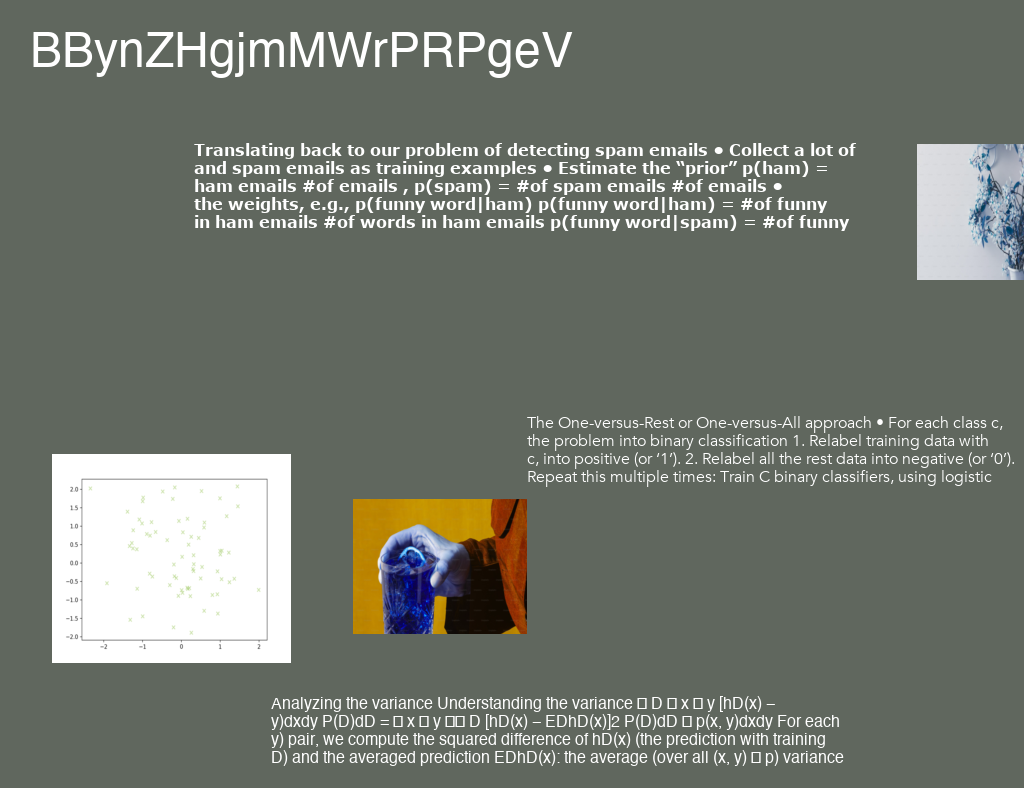 BBynZHgjmMWrPRPgeV
Translating back to our problem of detecting spam emails • Collect a lot of
and spam emails as training examples • Estimate the “prior” p(ham) =
ham emails #of emails , p(spam) = #of spam emails #of emails •
the weights, e.g., p(funny word|ham) p(funny word|ham) = #of funny
in ham emails #of words in ham emails p(funny word|spam) = #of funny
The One-versus-Rest or One-versus-All approach • For each class c,
the problem into binary classification 1. Relabel training data with
c, into positive (or ‘1’). 2. Relabel all the rest data into negative (or ‘0’).
Repeat this multiple times: Train C binary classifiers, using logistic
2.0
1.5
1.0
0.5
0.0
−0.5
−1.0
−1.5
−2.0
−2 −1 0 1 2
Analyzing the variance Understanding the variance □ D □ x □ y [hD(x) –
y)dxdy P(D)dD = □ x □ y □□ D [hD(x) – EDhD(x)]2 P(D)dD □ p(x, y)dxdy For each
y) pair, we compute the squared difference of hD(x) (the prediction with training
D) and the averaged prediction EDhD(x): the average (over all (x, y) □ p) variance